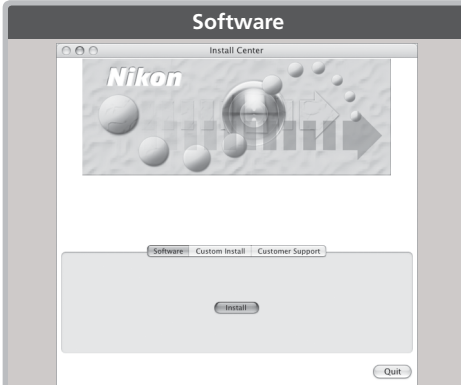 Software
Install Center
Nikon
Software Custom Install Customer Support
Install
Quit